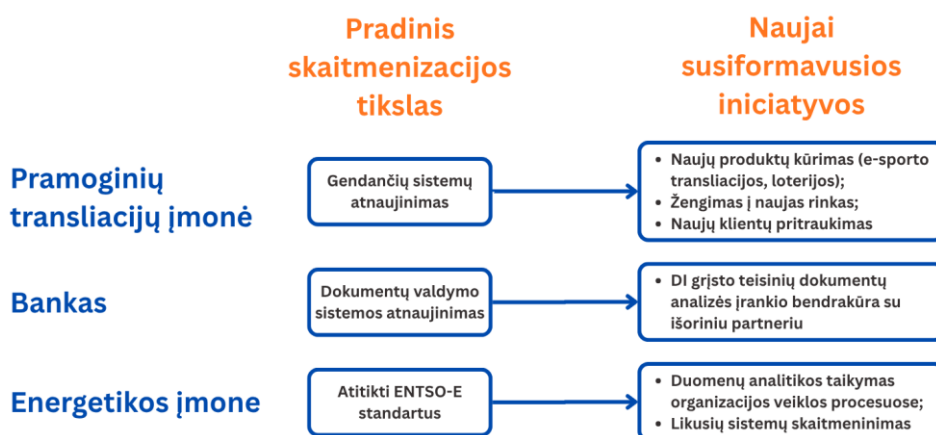 Pradinis
skaitmenizacijos
tikslas
Naujai
susiformavusios
iniciatyvos
Pramoginių
transliacijų įmonė
Gendančių sistemų
atnaujinimas
• Naujų produktų kūrimas (e-sporto
transliacijos, loterijos);
• Žengimas į naujas rinkas;
• Naujų klientų pritraukimas
Bankas
Dokumentų valdymo
sistemos atnaujinimas
• DI grįsto teisinių dokumentų
analizės įrankio bendrakūra su
išoriniu partneriu
Energetikos įmone
Atitikti ENTSO-E
standartus
• Duomenų analitikos taikymas
organizacijos veiklos procesuose;
• Likusių sistemų skaitmeninimas